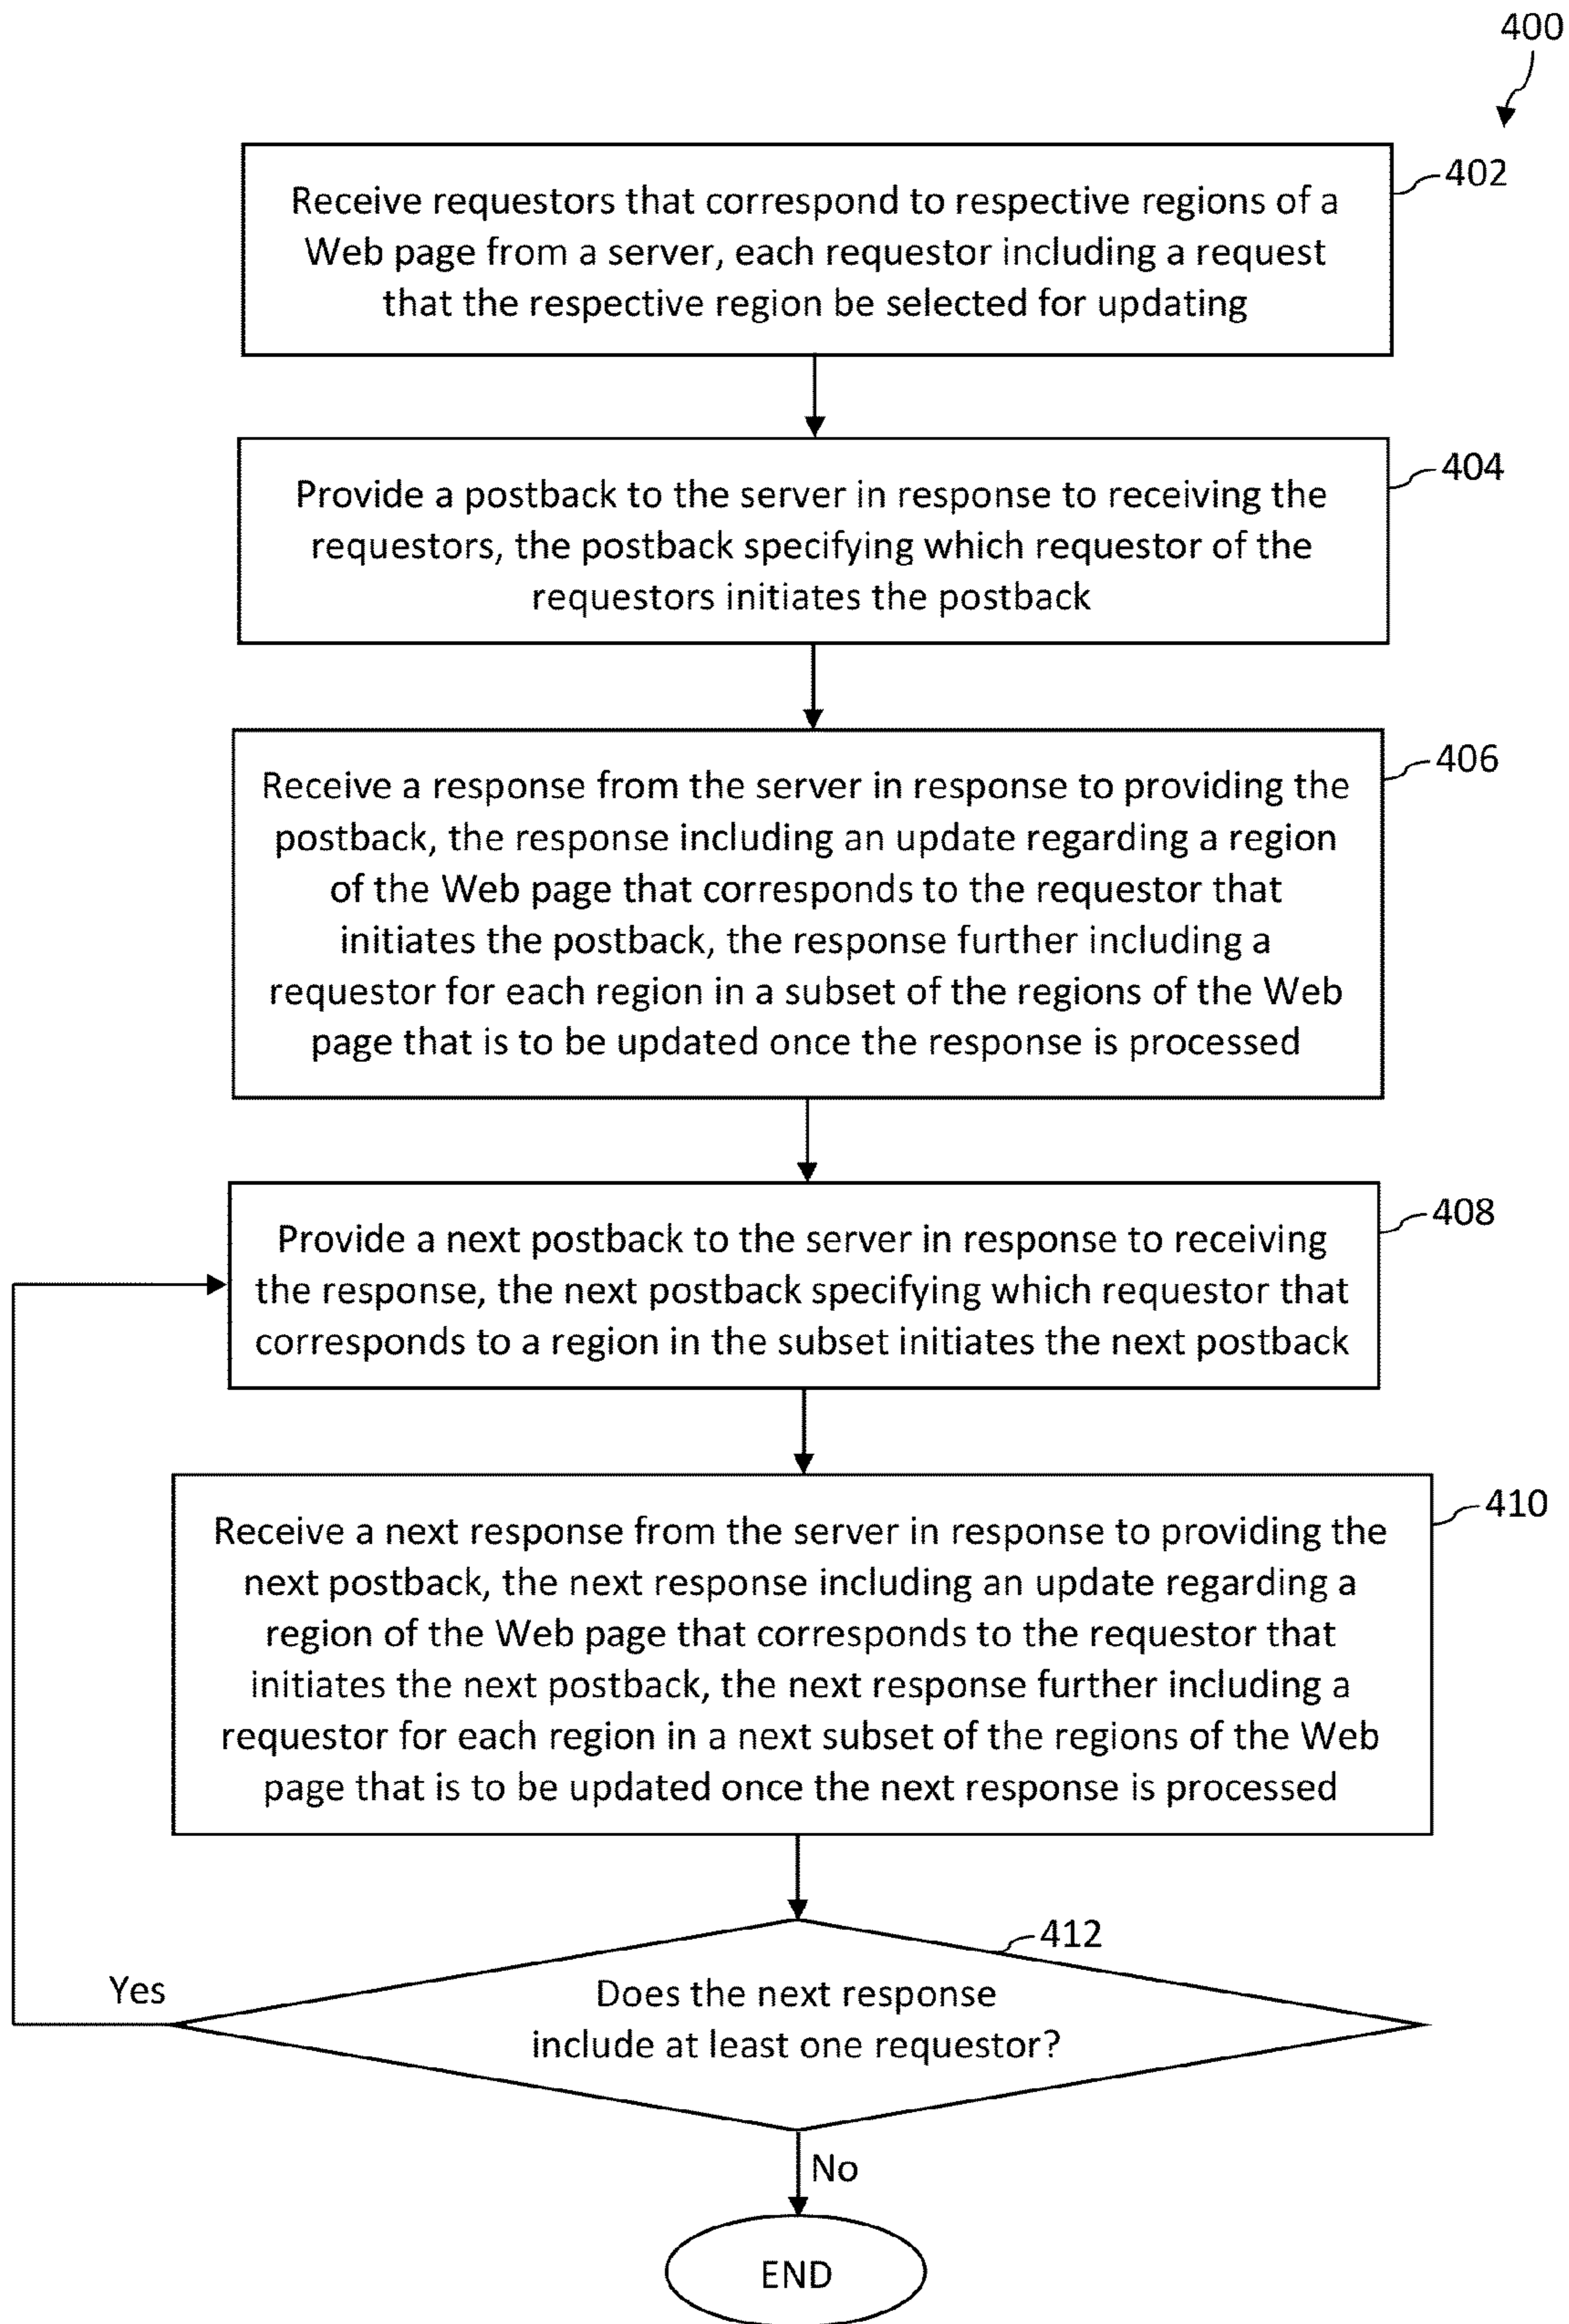 400
402
Receive requestors that correspond to respective regions of a
Web page from a server, each requestor including a request
that the respective region be selected for updating
404
Provide a postback to the server in response to receiving the
requestors, the postback specifying which requestor of the
requestors initiates the postback
406
Receive a response from the server in response to providing the
postback, the response including an update regarding a region
of the Web page that corresponds to the requestor that
initiates the postback, the response further including a
requestor for each region in a subset of the regions of the Web
page that is to be updated once the response is processed
408
Provide a next postback to the server in response to receiving
the response, the next postback specifying which requestor that
corresponds to a region in the subset initiates the next postback
410
Receive a next response from the server in response to providing the
next postback, the next response including an update regarding a
region of the Web page that corresponds to the requestor that
initiates the next postback, the next response further including a
requestor for each region in a next subset of the regions of the Web
page that is to be updated once the next response is processed
412
Yes
Does the next response
include at least one requestor?
No
END